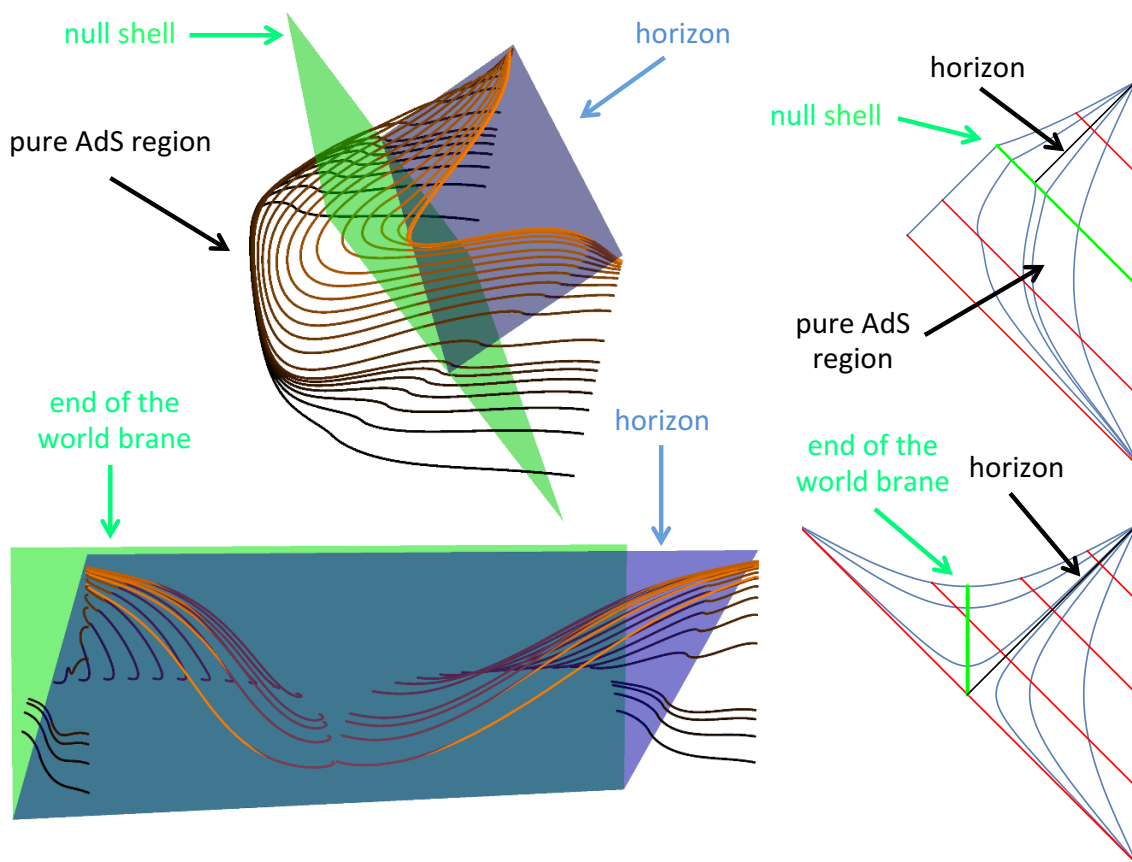 null shell
horizon
pure AdS region
end of the
world brane
horizon
horizon
null shell
pure AdS
region
end of the
world brane
horizon